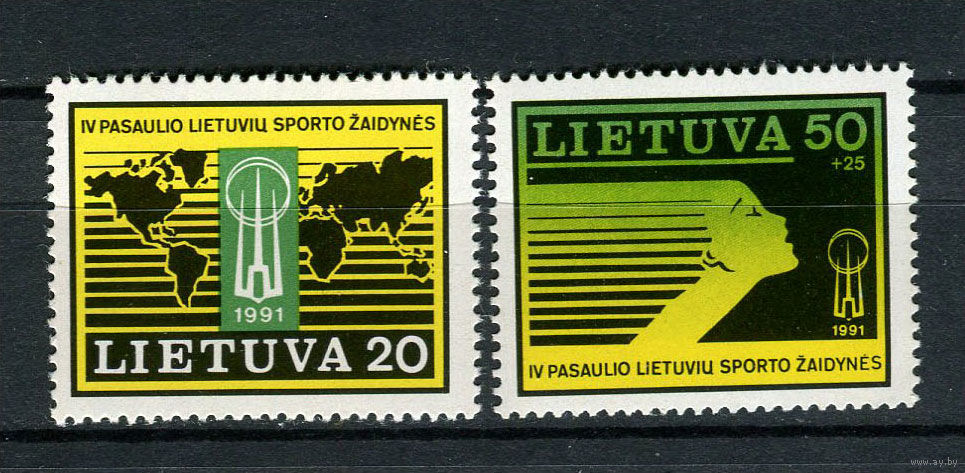 IV PASAULIO LIETUVIŲ SPORTO ŽAIDYNĖS
1991
LIETUVA 20
LIETUVA 50
+25
1991
IV PASAULIO LIETUVIŲ SPORTO ŽAIDYNĖS
www.ay.by